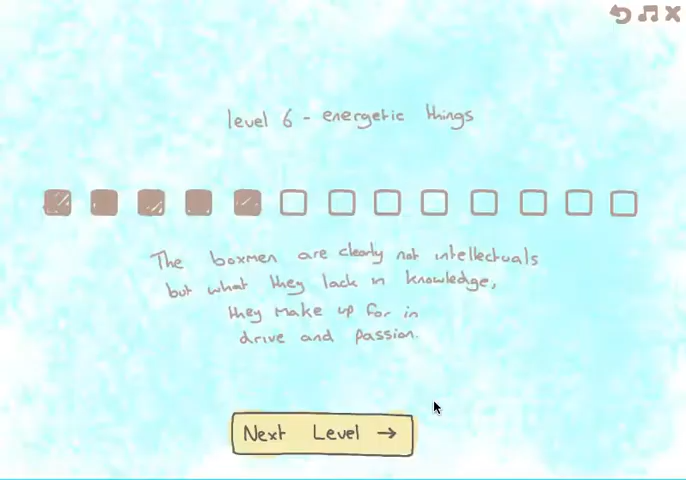 level 6 - energetic things
The boxmen are clearly not intellectuals
but what they lack in knowledge,
they make up for in
drive and passion.
Next Level →